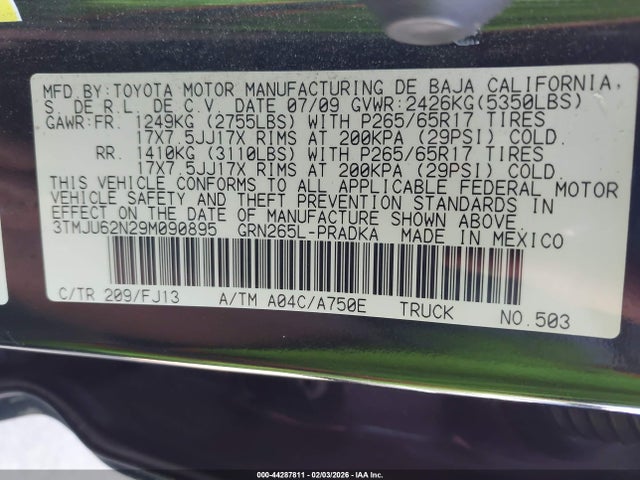 MFD.BY:TOYOTA MOTOR MANUFACTURING DE BAJA CALIFORNIA,
S. DE R.L. DE C.V. DATE 07/09 GVWR:2426KG(5350LBS)
GAWR:FR. 1249KG (2755LBS) WITH P265/65R17 TIRES
17X7.5JJ17X RIMS AT 200KPA (29PSI) COLD.
RR. 1410KG (3110LBS) WITH P265/65R17 TIRES
17X7.5JJ17X RIMS AT 200KPA (29PSI) COLD.
THIS VEHICLE CONFORMS TO ALL APPLICABLE FEDERAL MOTOR
VEHICLE SAFETY AND THEFT PREVENTION STANDARDS IN
EFFECT ON THE DATE OF MANUFACTURE SHOWN ABOVE.
3TMJU62N29M090895 GRN265L-PRADKA MADE IN MEXICO
C/TR 209/FJ13 A/TM A04C/A750E TRUCK NO.503
000-44287811 - 02/03/2026 - IAA Inc.